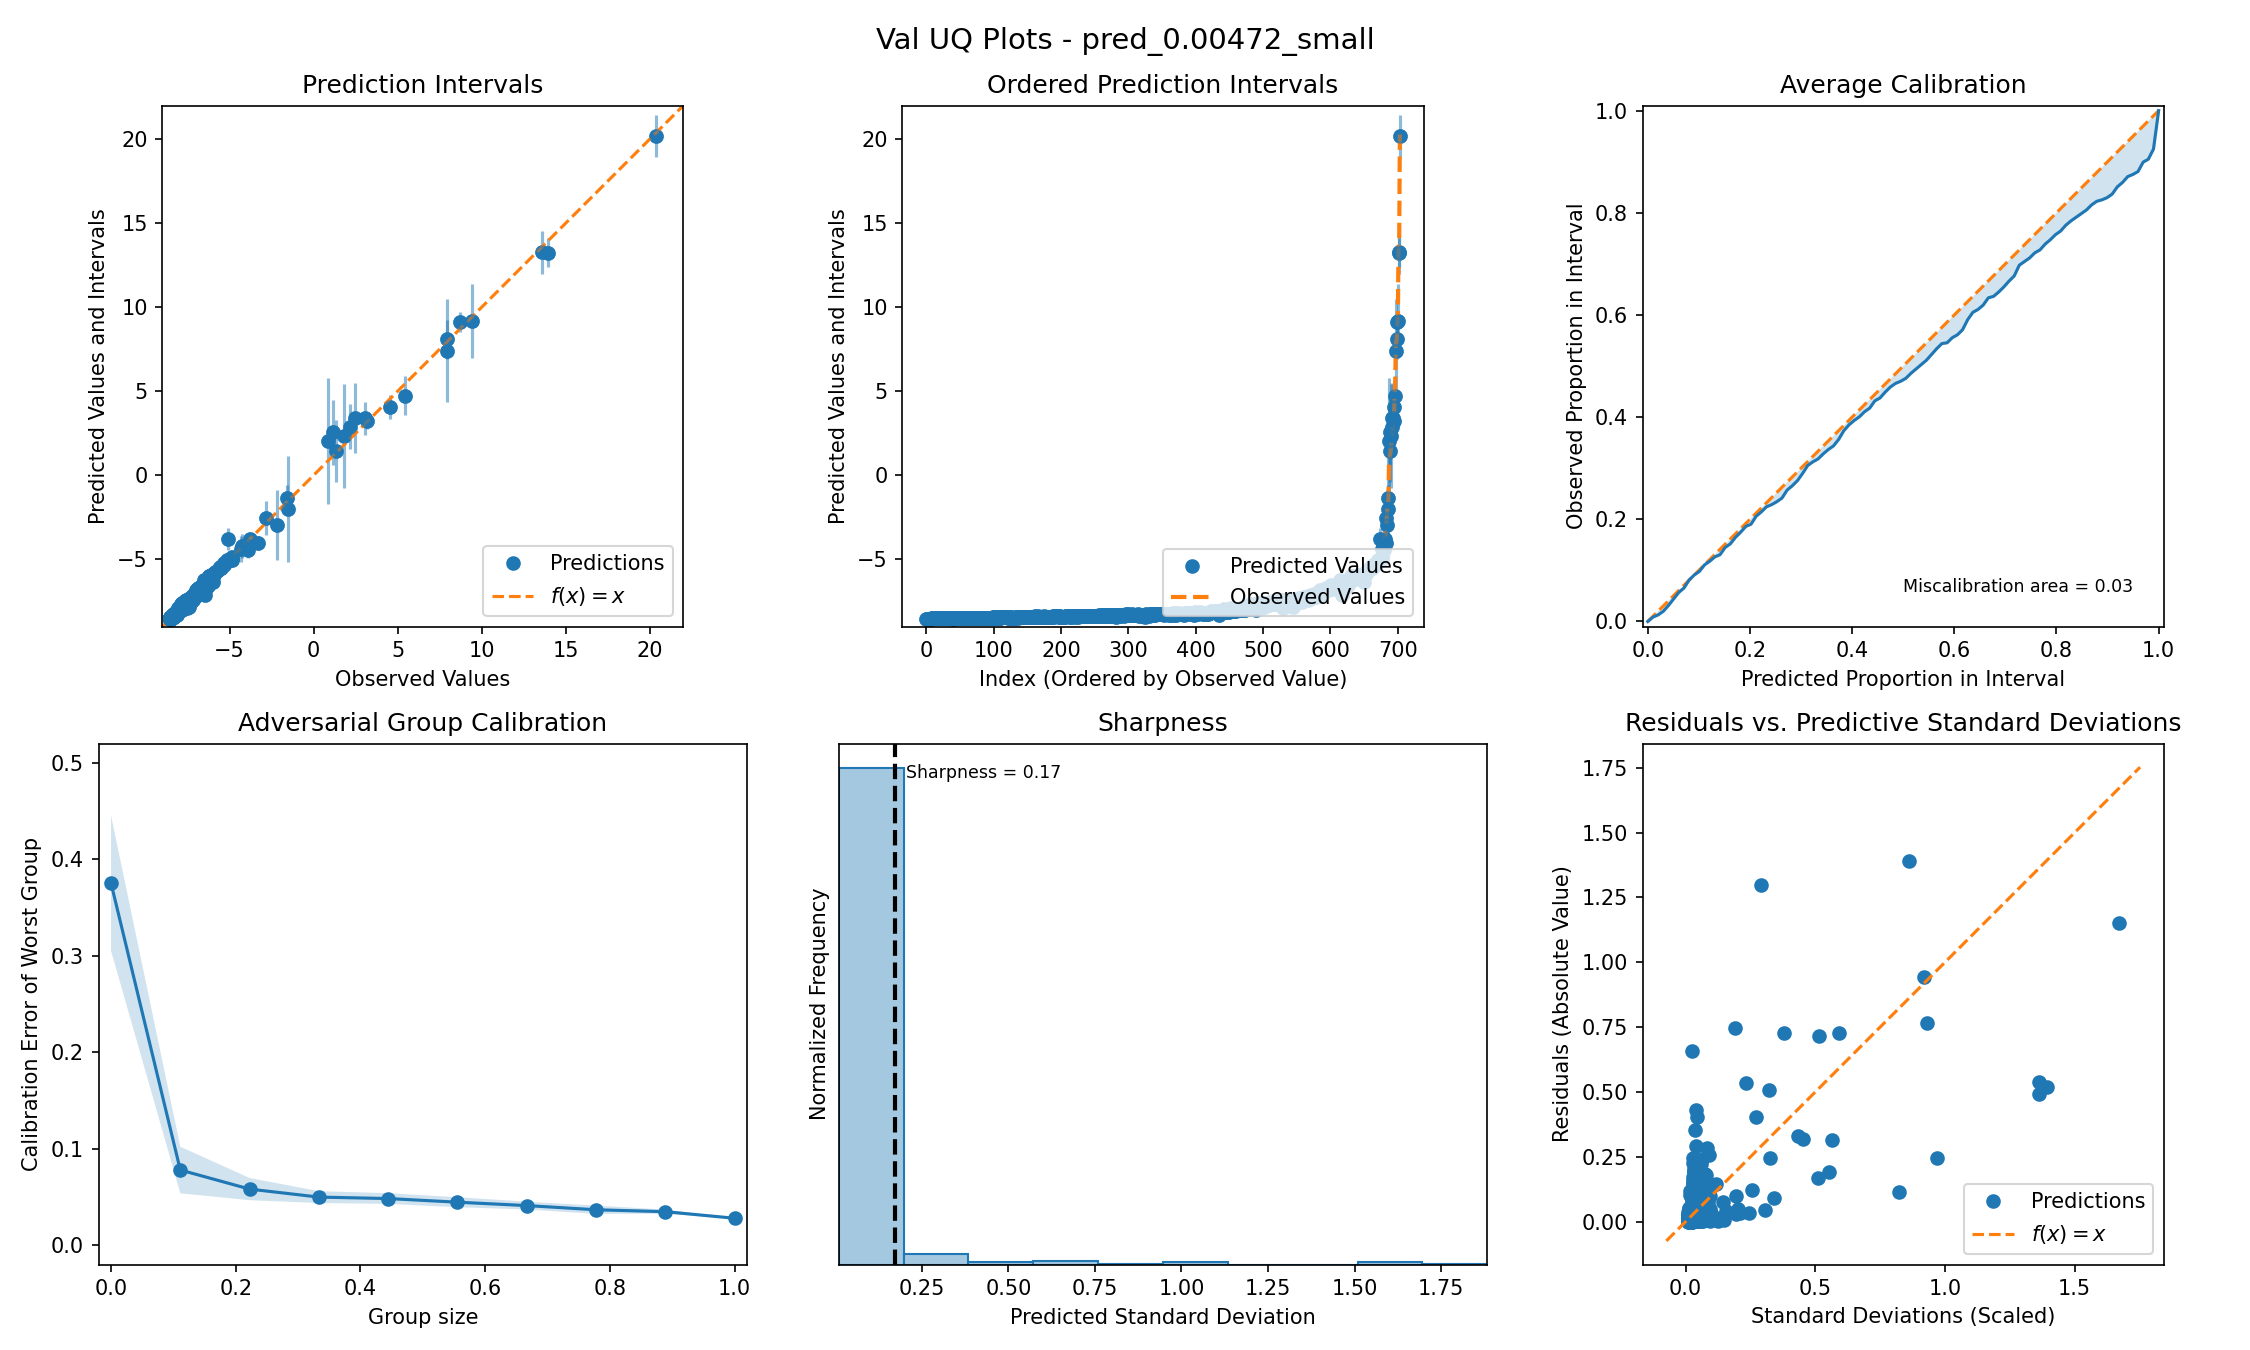 Val UQ Plots - pred_0.00472_small
Prediction Intervals
Predicted Values and Intervals
20
15
10
5
0
−5
−5
0
5
10
15
20
Observed Values
Predictions
f(x) = x
Ordered Prediction Intervals
Predicted Values and Intervals
20
15
10
5
0
−5
0
100
200
300
400
500
600
700
Index (Ordered by Observed Value)
Predicted Values
Observed Values
Average Calibration
Observed Proportion in Interval
1.0
0.8
0.6
0.4
0.2
0.0
0.0
0.2
0.4
0.6
0.8
1.0
Predicted Proportion in Interval
Miscalibration area = 0.03
Adversarial Group Calibration
Calibration Error of Worst Group
0.5
0.4
0.3
0.2
0.1
0.0
0.0
0.2
0.4
0.6
0.8
1.0
Group size
Sharpness
Normalized Frequency
Sharpness = 0.17
0.25
0.50
0.75
1.00
1.25
1.50
1.75
Predicted Standard Deviation
Residuals vs. Predictive Standard Deviations
Residuals (Absolute Value)
1.75
1.50
1.25
1.00
0.75
0.50
0.25
0.00
0.0
0.5
1.0
1.5
Standard Deviations (Scaled)
Predictions
f(x) = x